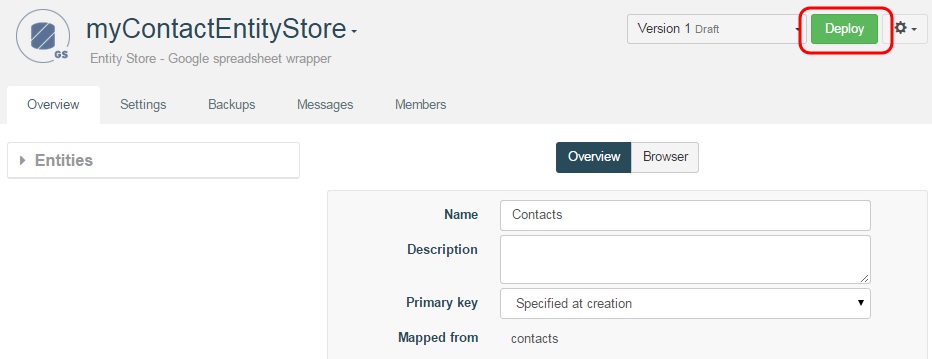 GS
myContactEntityStore
Version 1 Draft
Deploy
Entity Store - Google spreadsheet wrapper
Overview
Settings
Backups
Messages
Members
Entities
Overview
Browser
Name
Contacts
Description
Primary key
Specified at creation
Mapped from
contacts